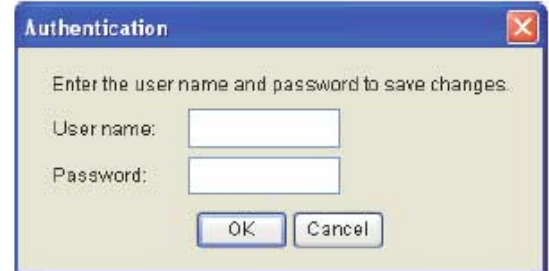 Authentication
Enter the user name and password to save changes.
User name:
Password:
OK Cancel